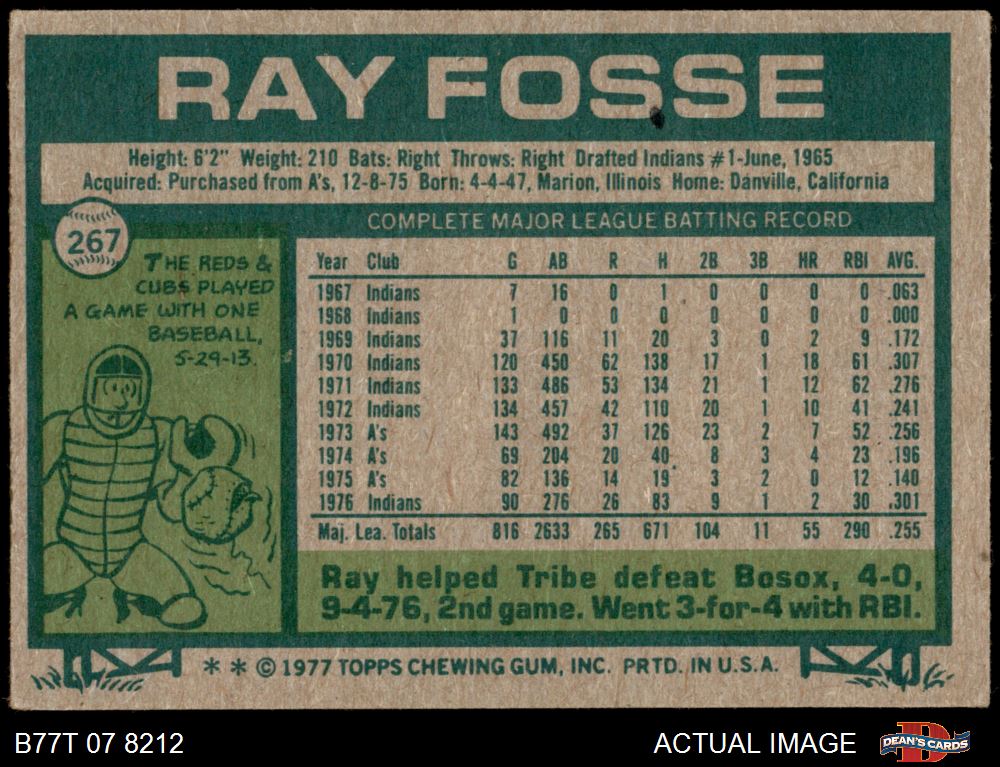 RAY FOSSE
Height: 6'2" Weight: 210 Bats: Right Throws: Right Drafted Indians #1-June, 1965
Acquired: Purchased from A's, 12-8-75 Born: 4-4-47, Marion, Illinois Home: Danville, California
267
THE REDS &
CUBS PLAYED
A GAME WITH ONE
BASEBALL,
5-29-13.
COMPLETE MAJOR LEAGUE BATTING RECORD
Year Club G AB R H 2B 3B HR RBI AVG.
1967 Indians 7 16 0 1 0 0 0 0 .063
1968 Indians 1 0 0 0 0 0 0 0 .000
1969 Indians 37 116 11 20 3 0 2 9 .172
1970 Indians 120 450 62 138 17 1 18 61 .307
1971 Indians 133 486 53 134 21 1 12 62 .276
1972 Indians 134 457 42 110 20 1 10 41 .241
1973 A's 143 492 37 126 23 2 7 52 .256
1974 A's 69 204 20 40 8 3 4 23 .196
1975 A's 82 136 14 19 3 2 0 12 .140
1976 Indians 90 276 26 83 9 1 2 30 .301
Maj. Lea. Totals 816 2633 265 671 104 11 55 290 .255
Ray helped Tribe defeat Bosox, 4-0,
9-4-76, 2nd game. Went 3-for-4 with RBI.
* * © 1977 TOPPS CHEWING GUM, INC. PRTD. IN U.S.A.
B77T 07 8212
ACTUAL IMAGE
D
DEAN'S CARDS